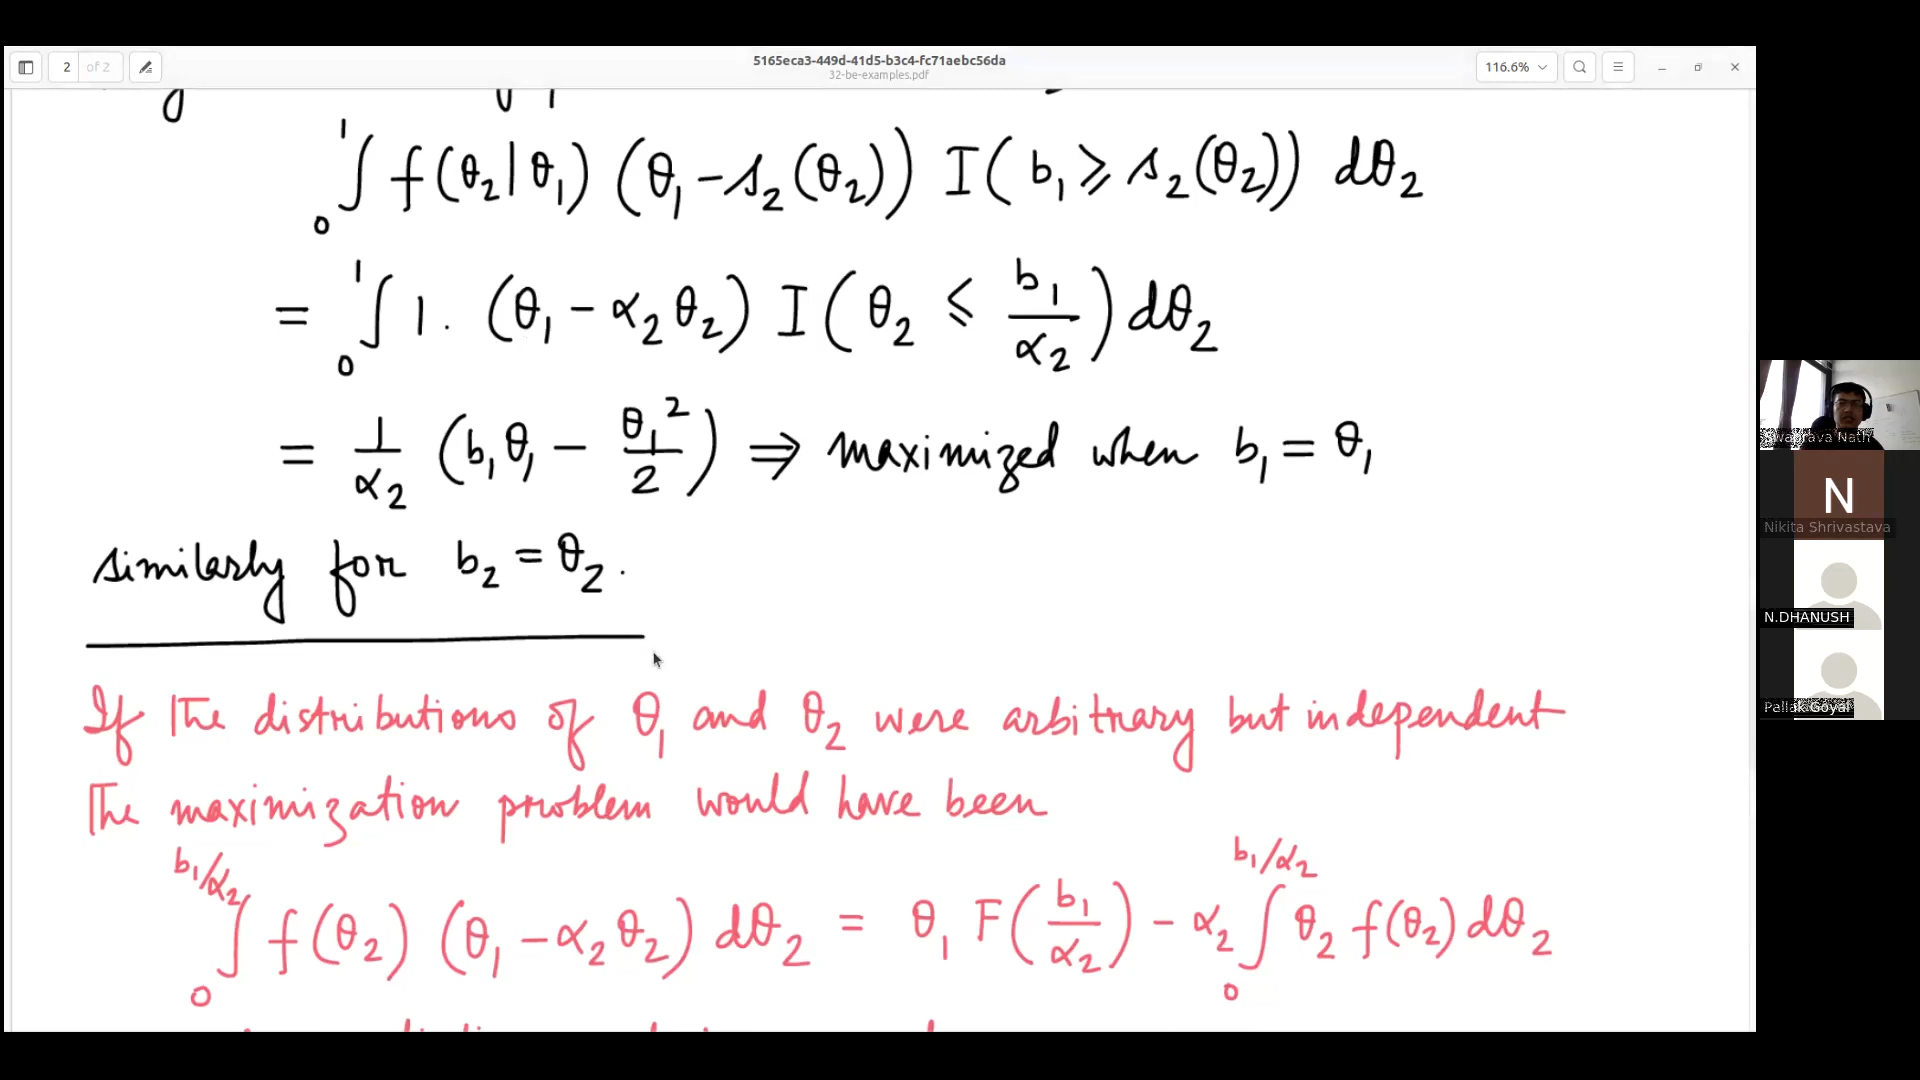 5165eca3-449d-41d5-b3c4-fc71aebc56da
32-be-examples.pdf
2 of 2
116.6%
∫₀¹ f(θ₂|θ₁) (θ₁ - s₂(θ₂)) I(b₁ ⩾ s₂(θ₂)) dθ₂
= ∫₀¹ 1. (θ₁ - α₂θ₂) I(θ₂ ⩽ b₁/α₂) dθ₂
= 1/α₂ (b₁θ₁ - θ₁²/2) ⇒ maximized when b₁ = θ₁
similarly for b₂ = θ₂.
If the distributions of θ₁ and θ₂ were arbitrary but independent
The maximization problem would have been
∫₀^(b₁/α₂) f(θ₂) (θ₁ - α₂θ₂) dθ₂ = θ₁ F(b₁/α₂) - α₂ ∫₀^(b₁/α₂) θ₂ f(θ₂) dθ₂
Swaprava Nath
N
Nikita Shrivastava
N.DHANUSH
Pallak Goyal